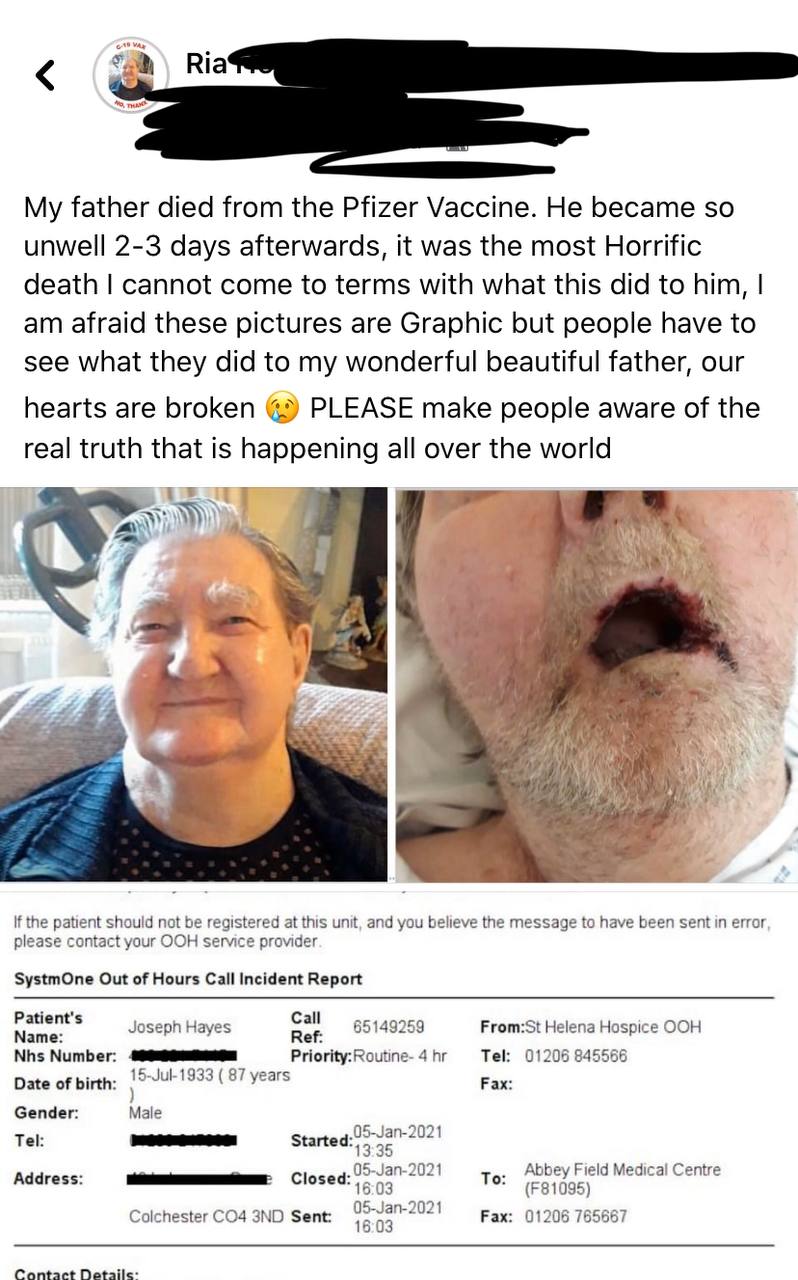 C-19 VAX
NO, THANX
Ria
My father died from the Pfizer Vaccine. He became so
unwell 2-3 days afterwards, it was the most Horrific
death I cannot come to terms with what this did to him, I
am afraid these pictures are Graphic but people have to
see what they did to my wonderful beautiful father, our
hearts are broken 😢 PLEASE make people aware of the
real truth that is happening all over the world
If the patient should not be registered at this unit, and you believe the message to have been sent in error,
please contact your OOH service provider.
SystmOne Out of Hours Call Incident Report
Patient's Name: Joseph Hayes Call Ref: 65149259 From:St Helena Hospice OOH
Nhs Number: Priority:Routine- 4 hr Tel: 01206 845566
Date of birth: 15-Jul-1933 ( 87 years ) Fax:
Gender: Male
Tel: Started: 05-Jan-2021 13:35
Address: Closed: 05-Jan-2021 16:03 To: Abbey Field Medical Centre (F81095)
Colchester CO4 3ND Sent: 05-Jan-2021 16:03 Fax: 01206 765667
Contact Details: